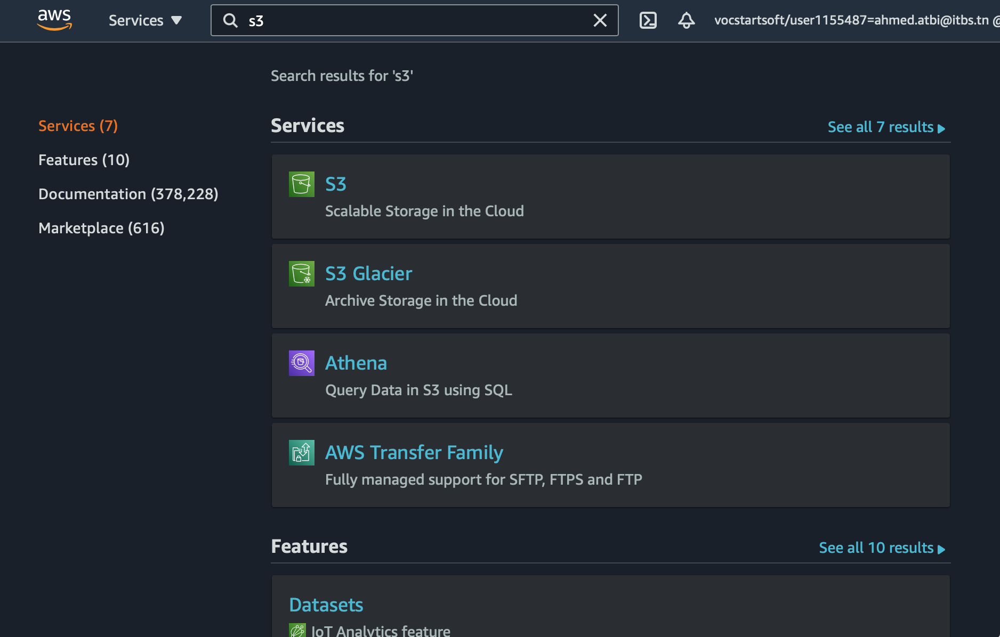 aws
Services
s3
vocstartsoft/user1155487=ahmed.atbi@itbs.tn @
Search results for 's3'
Services (7)
Features (10)
Documentation (378,228)
Marketplace (616)
Services
See all 7 results
S3
Scalable Storage in the Cloud
S3 Glacier
Archive Storage in the Cloud
Athena
Query Data in S3 using SQL
AWS Transfer Family
Fully managed support for SFTP, FTPS and FTP
Features
See all 10 results
Datasets
IoT Analytics feature